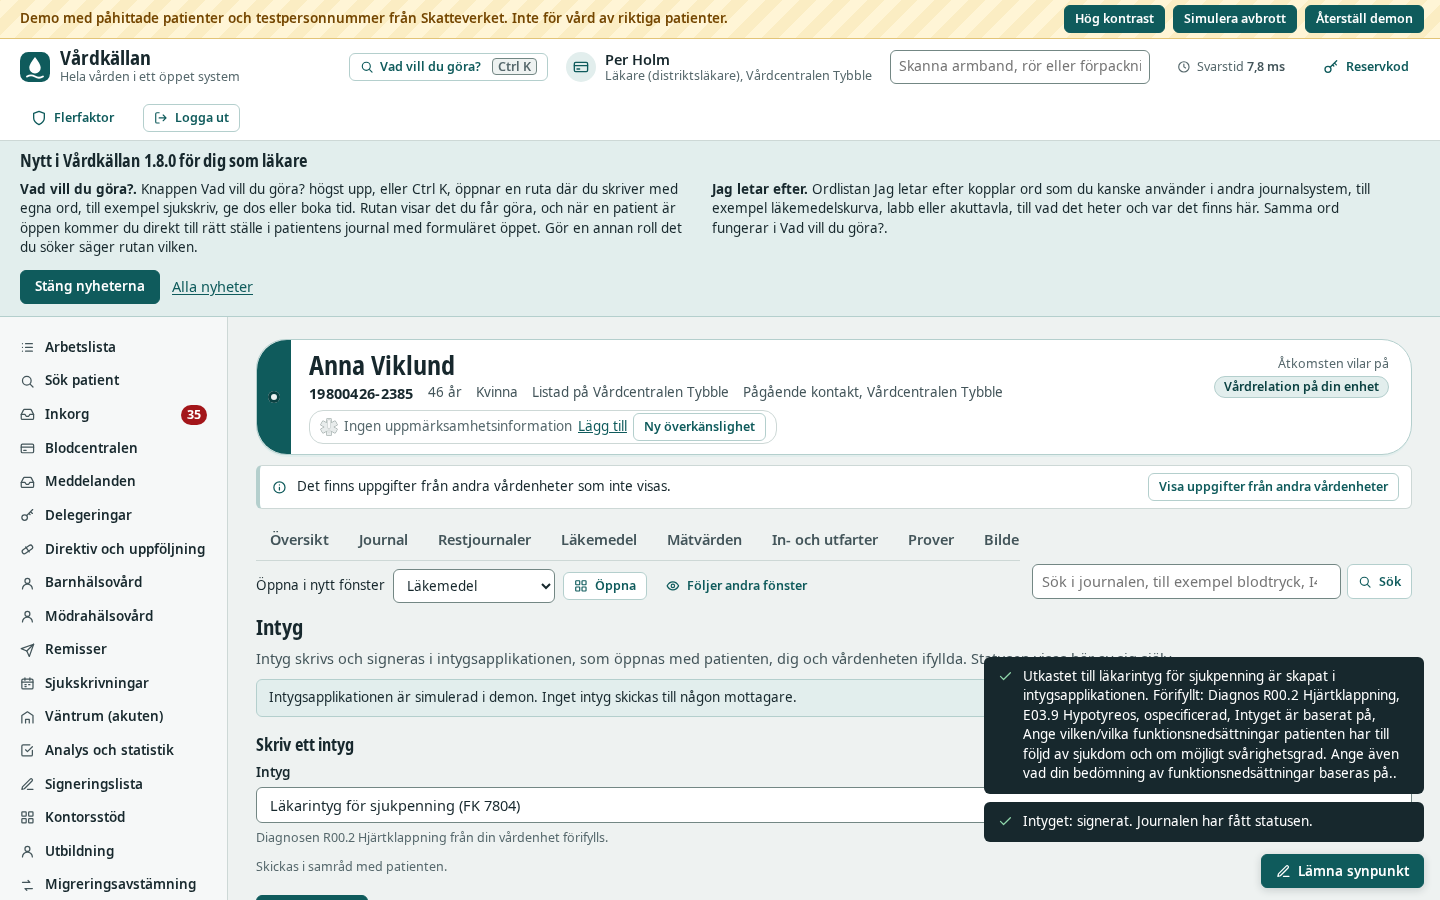 Demo med påhittade patienter och testpersonnummer från Skatteverket. Inte för vård av riktiga patienter.
Hög kontrast
Simulera avbrott
Återställ demon
Vårdkällan
Hela vården i ett öppet system
Vad vill du göra? Ctrl K
Per Holm
Läkare (distriktsläkare), Vårdcentralen Tybble
Skanna armband, rör eller förpackni
Svarstid 7,8 ms
Reservkod
Flerfaktor
Logga ut
Nytt i Vårdkällan 1.8.0 för dig som läkare
Vad vill du göra?. Knappen Vad vill du göra? högst upp, eller Ctrl K, öppnar en ruta där du skriver med
egna ord, till exempel sjukskriv, ge dos eller boka tid. Rutan visar det du får göra, och när en patient är
öppen kommer du direkt till rätt ställe i patientens journal med formuläret öppet. Gör en annan roll det
du söker säger rutan vilken.
Jag letar efter. Ordlistan Jag letar efter kopplar ord som du kanske använder i andra journalsystem, till
exempel läkemedelskurva, labb eller akuttavla, till vad det heter och var det finns här. Samma ord
fungerar i Vad vill du göra?.
Stäng nyheterna
Alla nyheter
Arbetslista
Sök patient
Inkorg 35
Blodcentralen
Meddelanden
Delegeringar
Direktiv och uppföljning
Barnhälsovård
Mödrahälsovård
Remisser
Sjukskrivningar
Väntrum (akuten)
Analys och statistik
Signeringslista
Kontorsstöd
Utbildning
Migreringsavstämning
Anna Viklund
19800426-2385 46 år Kvinna Listad på Vårdcentralen Tybble Pågående kontakt, Vårdcentralen Tybble
Ingen uppmärksamhetsinformation Lägg till Ny överkänslighet
Åtkomsten vilar på
Vårdrelation på din enhet
Det finns uppgifter från andra vårdenheter som inte visas.
Visa uppgifter från andra vårdenheter
Översikt Journal Restjournaler Läkemedel Mätvärden In- och utfarter Prover Bilde
Öppna i nytt fönster Läkemedel Öppna Följer andra fönster
Sök i journalen, till exempel blodtryck, I4
Sök
Intyg
Intyg skrivs och signeras i intygsapplikationen, som öppnas med patienten, dig och vårdenheten ifyllda. Statusen visas här av sig själv.
Intygsapplikationen är simulerad i demon. Inget intyg skickas till någon mottagare.
Skriv ett intyg
Intyg
Läkarintyg för sjukpenning (FK 7804)
Diagnosen R00.2 Hjärtklappning från din vårdenhet förifylls.
Skickas i samråd med patienten.
Utkastet till läkarintyg för sjukpenning är skapat i
intygsapplikationen. Förifyllt: Diagnos R00.2 Hjärtklappning,
E03.9 Hypotyreos, ospecificerad, Intyget är baserat på,
Ange vilken/vilka funktionsnedsättningar patienten har till
följd av sjukdom och om möjligt svårighetsgrad. Ange även
vad din bedömning av funktionsnedsättningar baseras på..
Intyget: signerat. Journalen har fått statusen.
Lämna synpunkt